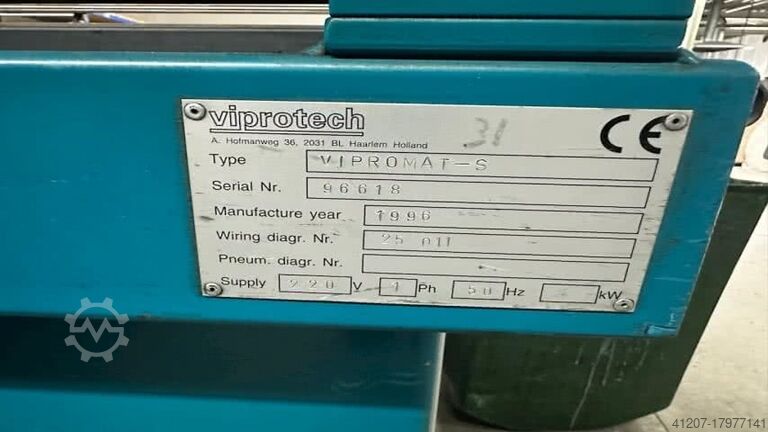 viprotech
A. Hofmanweg 36, 2031 BL Haarlem Holland
31
CE
Type VIPROMAT-S
Serial Nr. 96618
Manufacture year 1996
Wiring diagr. Nr. 25 011
Pneum. diagr. Nr.
Supply 220 V 1 Ph 50 Hz kW
41207-17977141